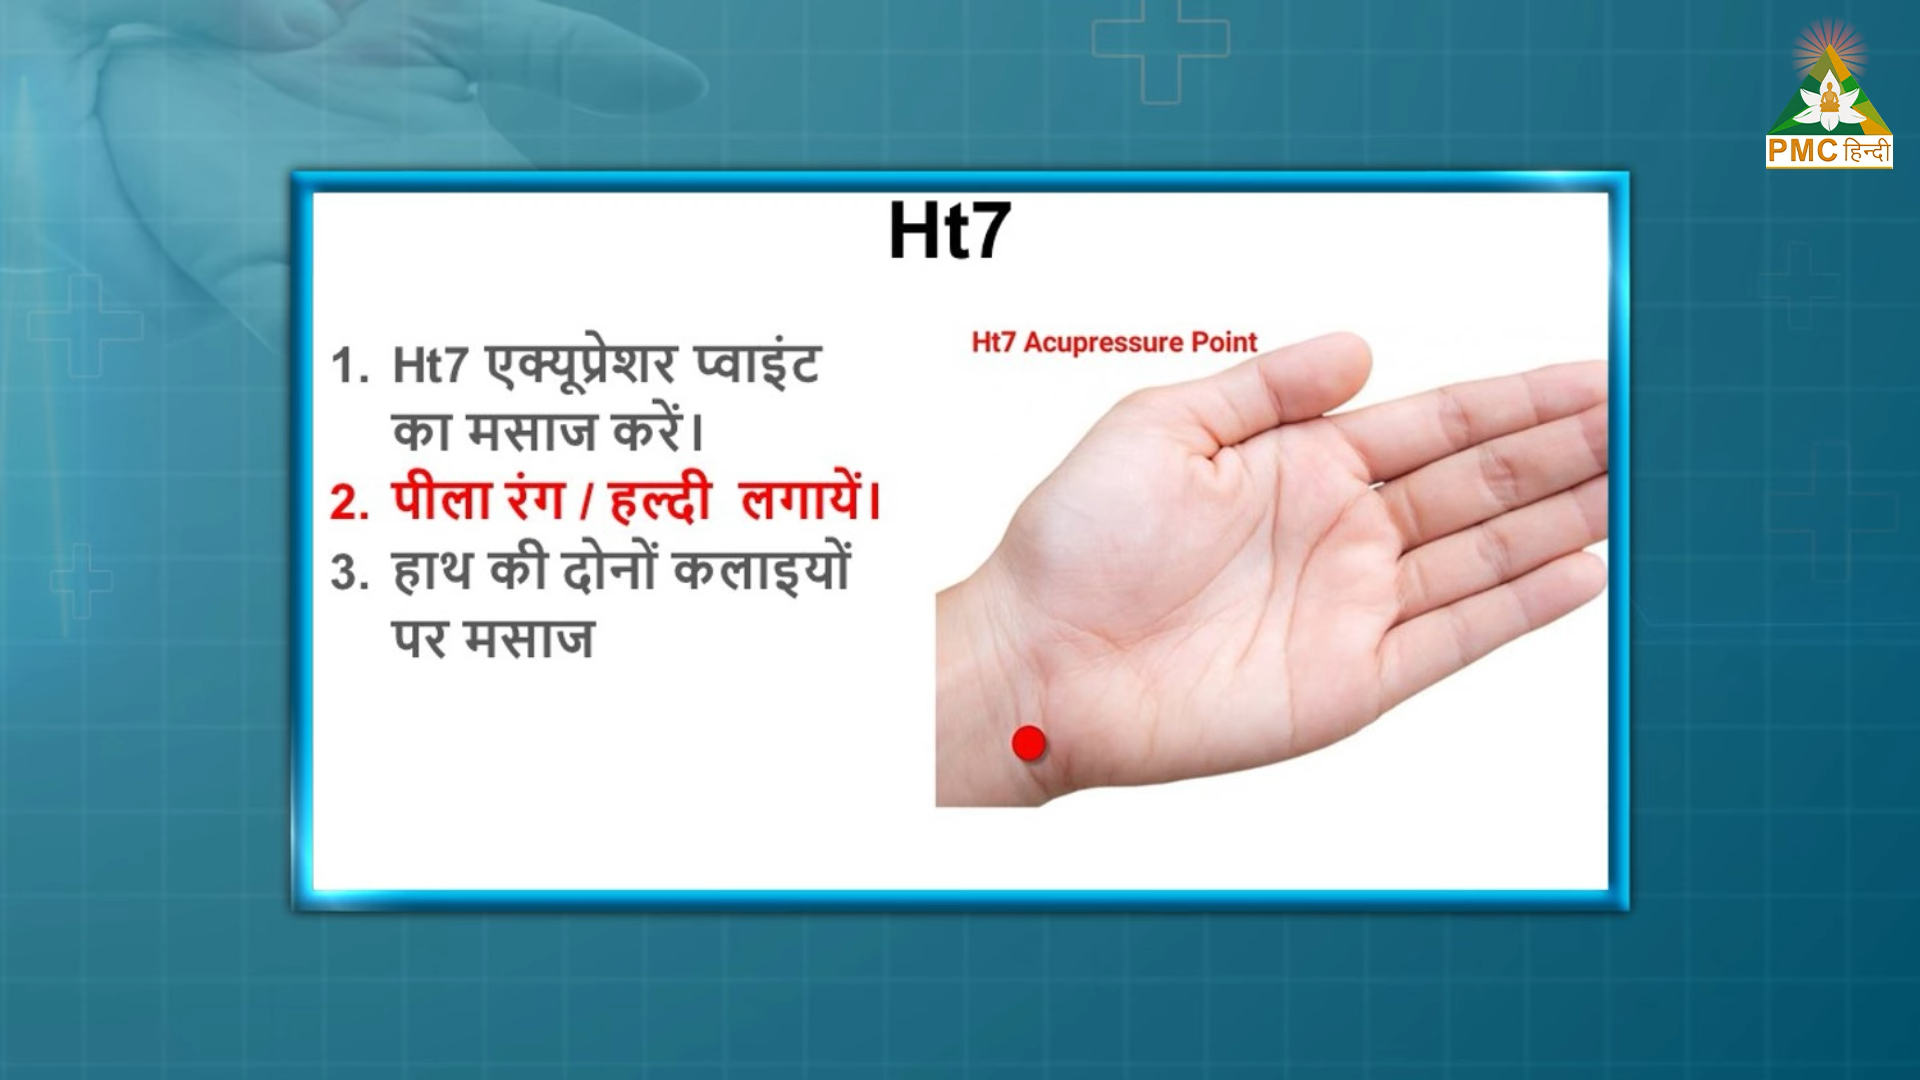 PMC हिन्दी
Ht7
1. Ht7 एक्यूप्रेशर प्वाइंट
का मसाज करें।
2. पीला रंग / हल्दी लगायें।
3. हाथ की दोनों कलाइयों
पर मसाज
Ht7 Acupressure Point